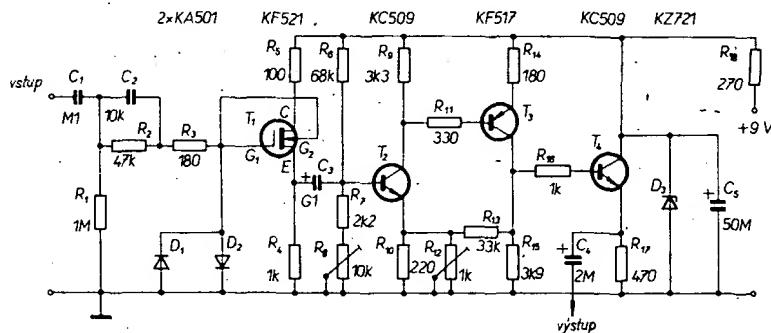 2×KA501 KF521 KC509 KF517 KC509 KZ721
R5 100
R6 68k
R9 3k3
R14 180
R18 270
+9 V
vstup
C1 M1
C2 10k
R2 47k
R3 180
T1
C
G1
G2
E
R11 330
T3
T2
T4
C3 G1
+
R7 2k2
R16 1k
D3
C5 50M
+
R1 1M
D1
D2
R4 1k
R8 10k
R10 220
R12 1k
R13 33k
R15 3k9
C4 2M
+
R17 470
výstup